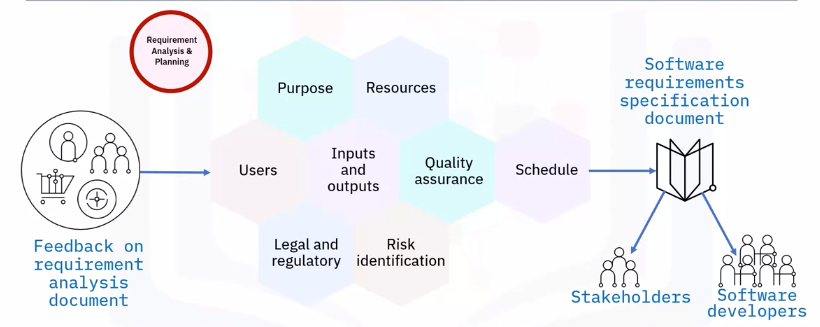 Requirement
Analysis &
Planning
Purpose
Resources
Users
Inputs
and
outputs
Quality
assurance
Schedule
Legal and
regulatory
Risk
identification
Feedback on
requirement
analysis
document
Software
requirements
specification
document
Stakeholders
Software
developers